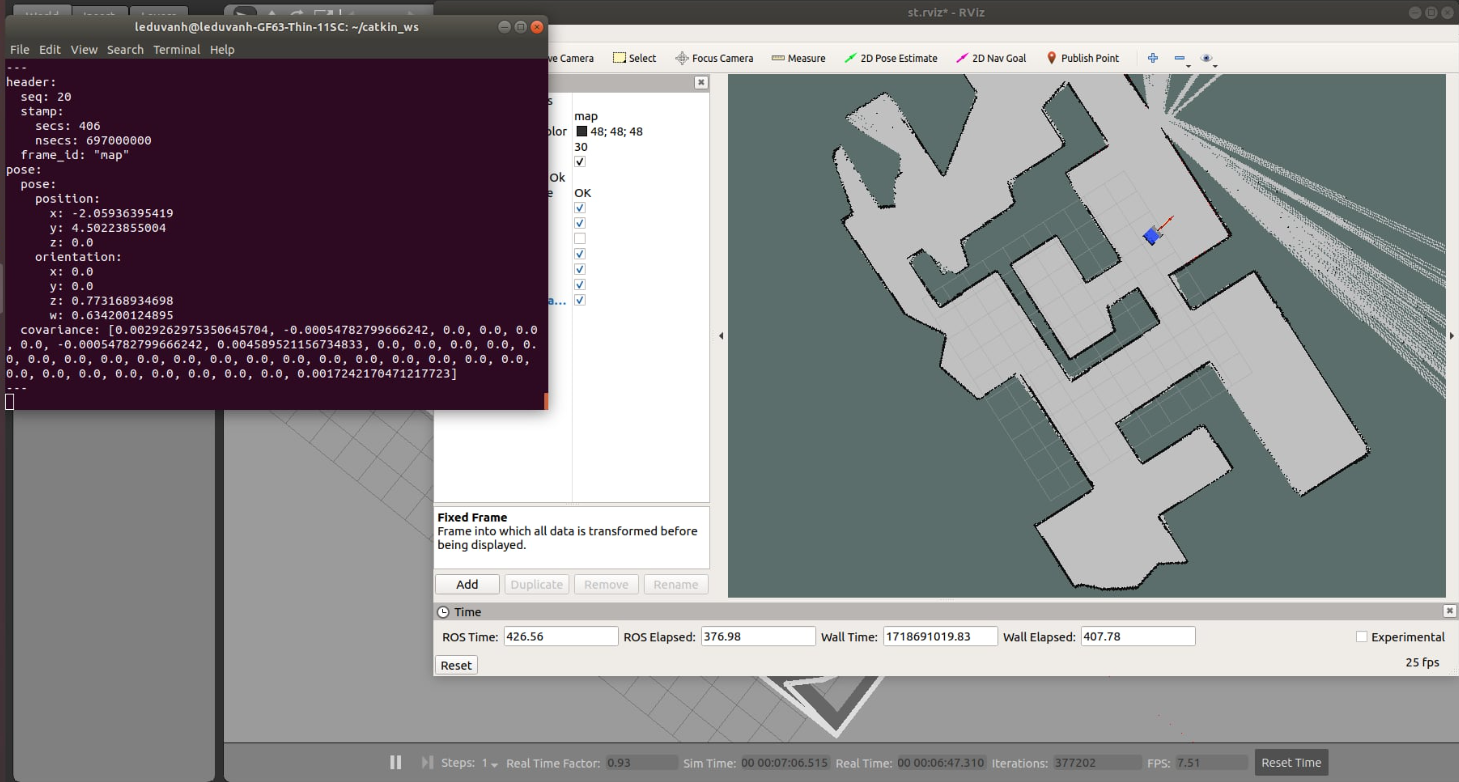 World Insert Layers
st.rviz* - RViz
leduvanh@leduvanh-GF63-Thin-11SC: ~/catkin_ws
File Edit View Search Terminal Help
---
header:
  seq: 20
  stamp:
    secs: 406
    nsecs: 697000000
  frame_id: "map"
pose:
  pose:
    position:
      x: -2.05936395419
      y: 4.50223855004
      z: 0.0
    orientation:
      x: 0.0
      y: 0.0
      z: 0.773168934698
      w: 0.634200124895
  covariance: [0.0029262975350645704, -0.00054782799666242, 0.0, 0.0, 0.0
, 0.0, -0.00054782799666242, 0.004589521156734833, 0.0, 0.0, 0.0, 0.0, 0.
0, 0.0, 0.0, 0.0, 0.0, 0.0, 0.0, 0.0, 0.0, 0.0, 0.0, 0.0, 0.0, 0.0, 0.0,
0.0, 0.0, 0.0, 0.0, 0.0, 0.0, 0.0, 0.0, 0.0017242170471217723]
---
ve Camera Select Focus Camera Measure 2D Pose Estimate 2D Nav Goal Publish Point
s
map
olor 48; 48; 48
30
Ok
e OK
a...
Fixed Frame
Frame into which all data is transformed before
being displayed.
Add Duplicate Remove Rename
Time
ROS Time: 426.56 ROS Elapsed: 376.98 Wall Time: 1718691019.83 Wall Elapsed: 407.78 Experimental
Reset 25 fps
Steps: 1 Real Time Factor: 0.93 Sim Time: 00 00:07:06.515 Real Time: 00 00:06:47.310 Iterations: 377202 FPS: 7.51 Reset Time